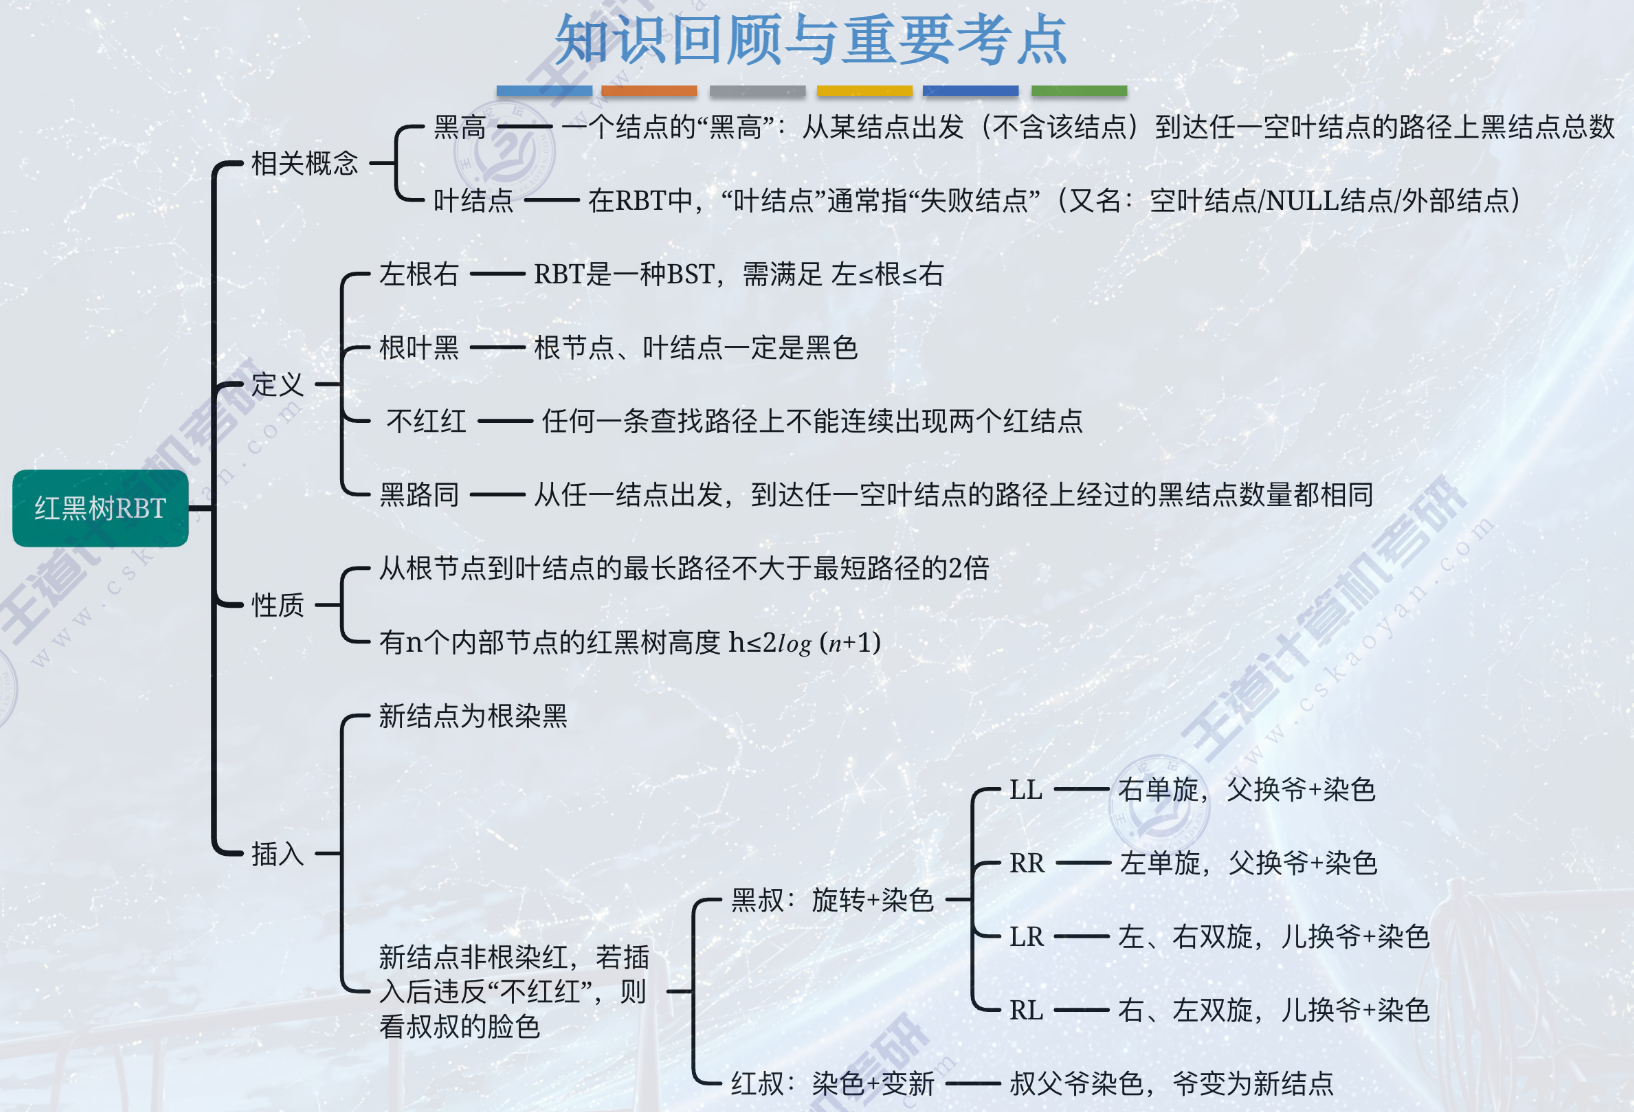 知识回顾与重要考点
黑高
一个结点的“黑高”：从某结点出发（不含该结点）到达任一空叶结点的路径上黑结点总数
相关概念
叶结点
在RBT中，“叶结点”通常指“失败结点”（又名：空叶结点/NULL结点/外部结点）
左根右
RBT是一种BST，需满足 左≤根≤右
根叶黑
根节点、叶结点一定是黑色
定义
不红红
任何一条查找路径上不能连续出现两个红结点
黑路同
从任一结点出发，到达任一空叶结点的路径上经过的黑结点数量都相同
红黑树RBT
从根节点到叶结点的最长路径不大于最短路径的2倍
性质
有n个内部节点的红黑树高度 h≤2log (n+1)
新结点为根染黑
插入
新结点非根染红，若插
入后违反“不红红”，则
看叔叔的脸色
黑叔：旋转+染色
LL
右单旋，父换爷+染色
RR
左单旋，父换爷+染色
LR
左、右双旋，儿换爷+染色
RL
右、左双旋，儿换爷+染色
红叔：染色+变新
叔父爷染色，爷变为新结点
王道计算机考研
www.cskaoyan.com